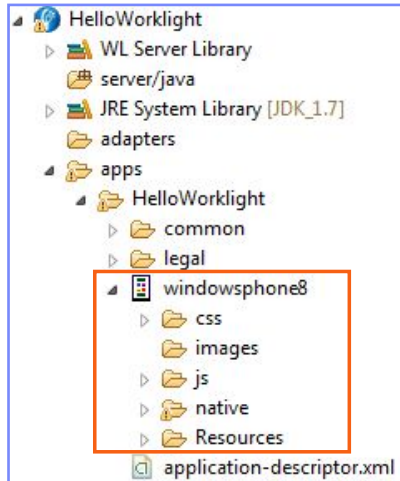 HelloWorklight
WL Server Library
server/java
JRE System Library [JDK_1.7]
adapters
apps
HelloWorklight
common
legal
windowsphone8
css
images
js
native
Resources
application-descriptor.xml